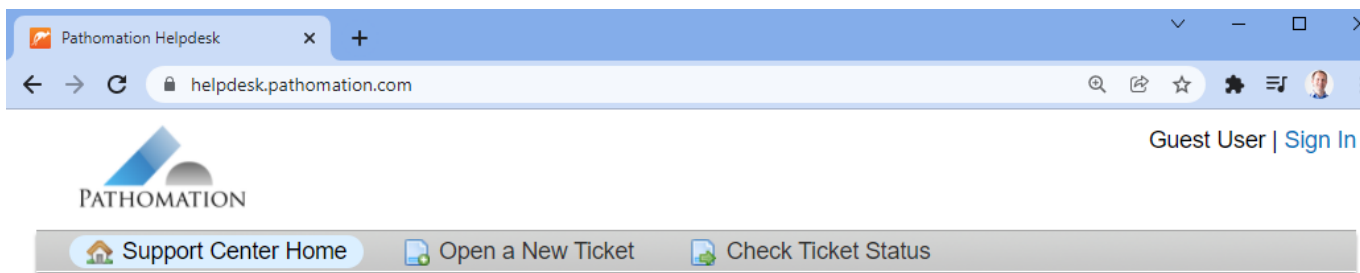 Pathomation Helpdesk
helpdesk.pathomation.com
Guest User | Sign In
PATHOMATION
Support Center Home Open a New Ticket Check Ticket Status